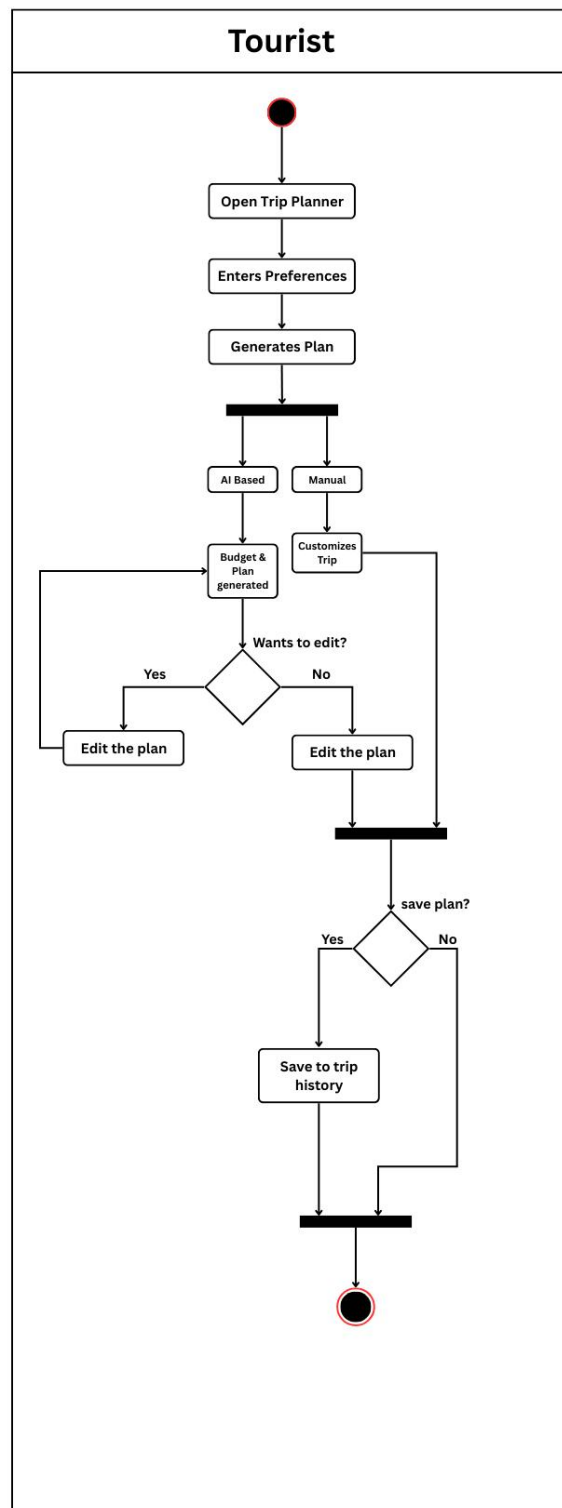 Tourist
Open Trip Planner
Enters Preferences
Generates Plan
AI Based
Manual
Budget &
Plan
generated
Customizes
Trip
Wants to edit?
Yes
No
Edit the plan
Edit the plan
save plan?
Yes
No
Save to trip
history